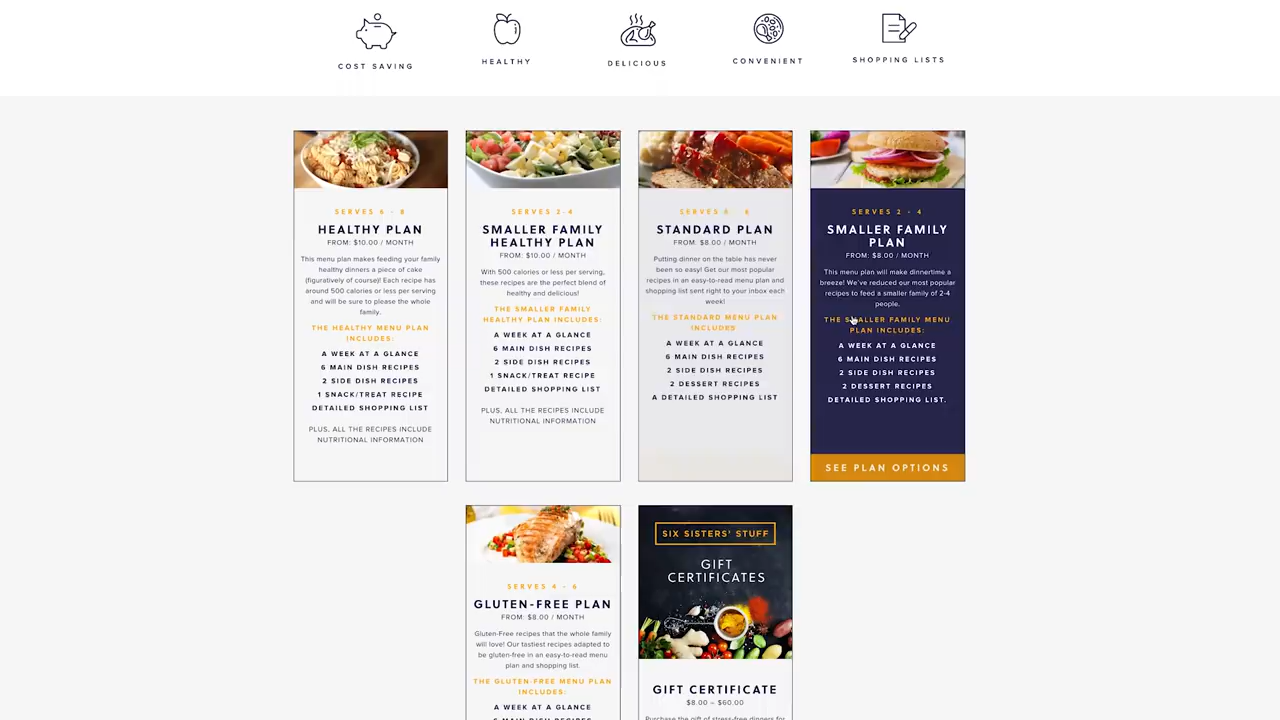 COST SAVING
HEALTHY
DELICIOUS
CONVENIENT
SHOPPING LISTS
SERVES 6 - 8
HEALTHY PLAN
FROM: $10.00 / MONTH
This menu plan makes feeding your family
healthy dinners a piece of cake
(figuratively of course)! Each recipe has
around 500 calories or less per serving
and will be sure to please the whole
family.
THE HEALTHY MENU PLAN
INCLUDES:
A WEEK AT A GLANCE
6 MAIN DISH RECIPES
2 SIDE DISH RECIPES
1 SNACK/TREAT RECIPE
DETAILED SHOPPING LIST
PLUS, ALL THE RECIPES INCLUDE
NUTRITIONAL INFORMATION
SERVES 2-4
SMALLER FAMILY
HEALTHY PLAN
FROM: $10.00 / MONTH
With 500 calories or less per serving,
these recipes are the perfect blend of
healthy and delicious!
THE SMALLER FAMILY
HEALTHY PLAN INCLUDES:
A WEEK AT A GLANCE
6 MAIN DISH RECIPES
2 SIDE DISH RECIPES
1 SNACK/TREAT RECIPE
DETAILED SHOPPING LIST
PLUS, ALL THE RECIPES INCLUDE
NUTRITIONAL INFORMATION
SERVES 6
STANDARD PLAN
FROM: $8.00 / MONTH
Putting dinner on the table has never
been so easy! Get our most popular
recipes in an easy-to-read menu plan and
shopping list sent right to your inbox each
week!
THE STANDARD MENU PLAN
INCLUDES
A WEEK AT A GLANCE
6 MAIN DISH RECIPES
2 SIDE DISH RECIPES
2 DESSERT RECIPES
A DETAILED SHOPPING LIST
SERVES 2 - 4
SMALLER FAMILY
PLAN
FROM: $8.00 / MONTH
This menu plan will make dinnertime a
breeze! We've reduced our most popular
recipes to feed a smaller family of 2-4
people.
THE SMALLER FAMILY MENU
PLAN INCLUDES:
A WEEK AT A GLANCE
6 MAIN DISH RECIPES
2 SIDE DISH RECIPES
2 DESSERT RECIPES
DETAILED SHOPPING LIST.
SEE PLAN OPTIONS
SERVES 4 - 6
GLUTEN-FREE PLAN
FROM: $8.00 / MONTH
Gluten-Free recipes that the whole family
will love! Our tastiest recipes adapted to
be gluten-free in an easy-to-read menu
plan and shopping list.
THE GLUTEN-FREE MENU PLAN
INCLUDES:
A WEEK AT A GLANCE
6 MAIN DISH RECIPES
SIX SISTERS' STUFF
GIFT
CERTIFICATES
GIFT CERTIFICATE
$8.00 – $60.00
Purchase the gift of stress-free dinners for